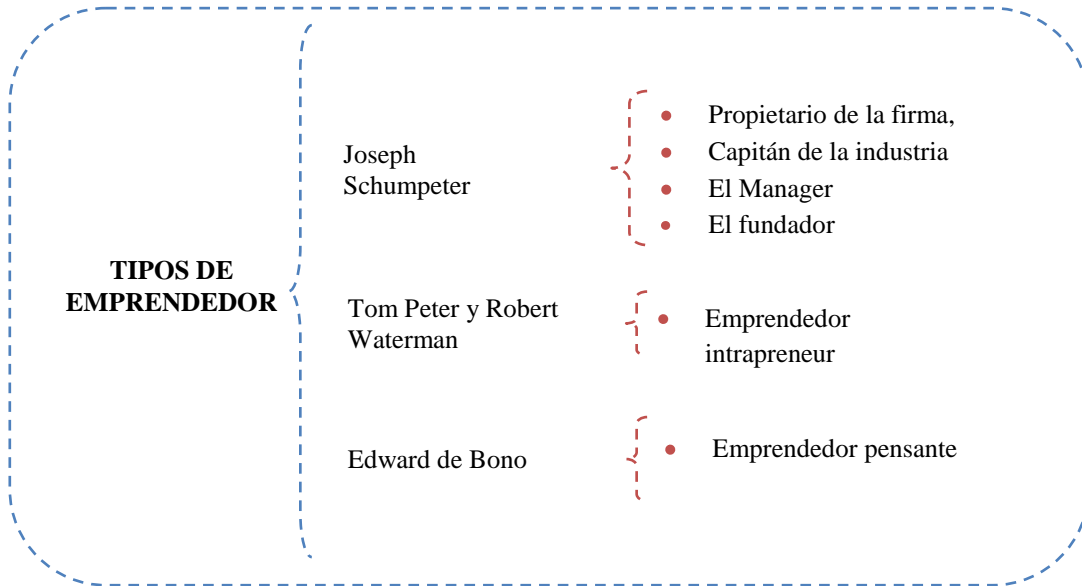 TIPOS DE
EMPRENDEDOR
Joseph
Schumpeter
• Propietario de la firma,
• Capitán de la industria
• El Manager
• El fundador
Tom Peter y Robert
Waterman
• Emprendedor
intrapreneur
Edward de Bono
• Emprendedor pensante